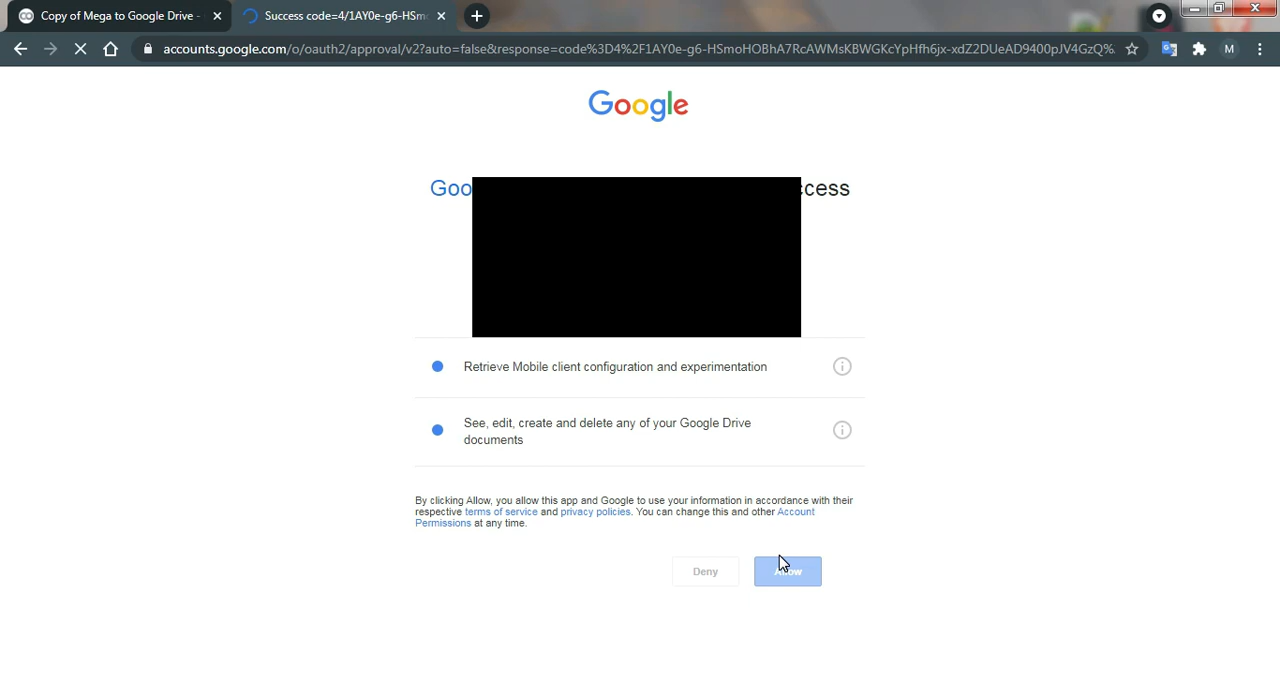 Copy of Mega to Google Drive -
Success code=4/1AY0e-g6-HSm
accounts.google.com/o/oauth2/approval/v2?auto=false&response=code%3D4%2F1AY0e-g6-HSmoHOBhA7RcAWMsKBWGKcYpHfh6jx-xdZ2DUeAD9400pJV4GzQ%
M
Google
Goo
ccess
Retrieve Mobile client configuration and experimentation
See, edit, create and delete any of your Google Drive
documents
By clicking Allow, you allow this app and Google to use your information in accordance with their
respective terms of service and privacy policies. You can change this and other Account
Permissions at any time.
Deny
Allow